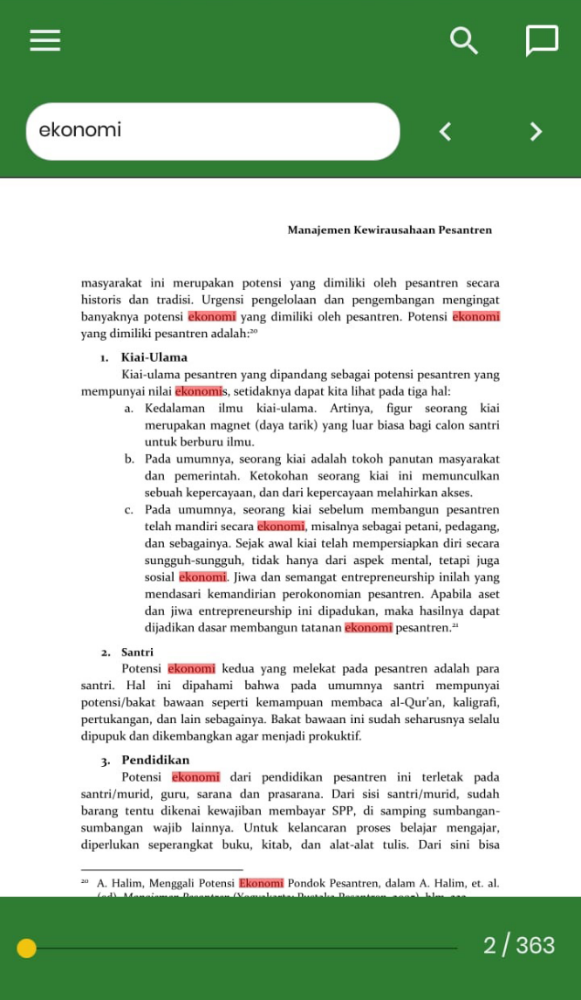 ekonomi
Manajemen Kewirausahaan Pesantren
masyarakat ini merupakan potensi yang dimiliki oleh pesantren secara
historis dan tradisi. Urgensi pengelolaan dan pengembangan mengingat
banyaknya potensi ekonomi yang dimiliki oleh pesantren. Potensi ekonomi
yang dimiliki pesantren adalah:²⁰
1. Kiai-Ulama
Kiai-ulama pesantren yang dipandang sebagai potensi pesantren yang
mempunyai nilai ekonomis, setidaknya dapat kita lihat pada tiga hal:
a. Kedalaman ilmu kiai-ulama. Artinya, figur seorang kiai
merupakan magnet (daya tarik) yang luar biasa bagi calon santri
untuk berburu ilmu.
b. Pada umumnya, seorang kiai adalah tokoh panutan masyarakat
dan pemerintah. Ketokohan seorang kiai ini memunculkan
sebuah kepercayaan, dan dari kepercayaan melahirkan akses.
c. Pada umumnya, seorang kiai sebelum membangun pesantren
telah mandiri secara ekonomi, misalnya sebagai petani, pedagang,
dan sebagainya. Sejak awal kiai telah mempersiapkan diri secara
sungguh-sungguh, tidak hanya dari aspek mental, tetapi juga
sosial ekonomi. Jiwa dan semangat entrepreneurship inilah yang
mendasari kemandirian perokonomian pesantren. Apabila aset
dan jiwa entrepreneurship ini dipadukan, maka hasilnya dapat
dijadikan dasar membangun tatanan ekonomi pesantren.²¹
2. Santri
Potensi ekonomi kedua yang melekat pada pesantren adalah para
santri. Hal ini dipahami bahwa pada umumnya santri mempunyai
potensi/bakat bawaan seperti kemampuan membaca al-Qur'an, kaligrafi,
pertukangan, dan lain sebagainya. Bakat bawaan ini sudah seharusnya selalu
dipupuk dan dikembangkan agar menjadi prokuktif.
3. Pendidikan
Potensi ekonomi dari pendidikan pesantren ini terletak pada
santri/murid, guru, sarana dan prasarana. Dari sisi santri/murid, sudah
barang tentu dikenai kewajiban membayar SPP, di samping sumbangan-
sumbangan wajib lainnya. Untuk kelancaran proses belajar mengajar,
diperlukan seperangkat buku, kitab, dan alat-alat tulis. Dari sini bisa
²⁰ A. Halim, Menggali Potensi Ekonomi Pondok Pesantren, dalam A. Halim, et. al.
2 / 363